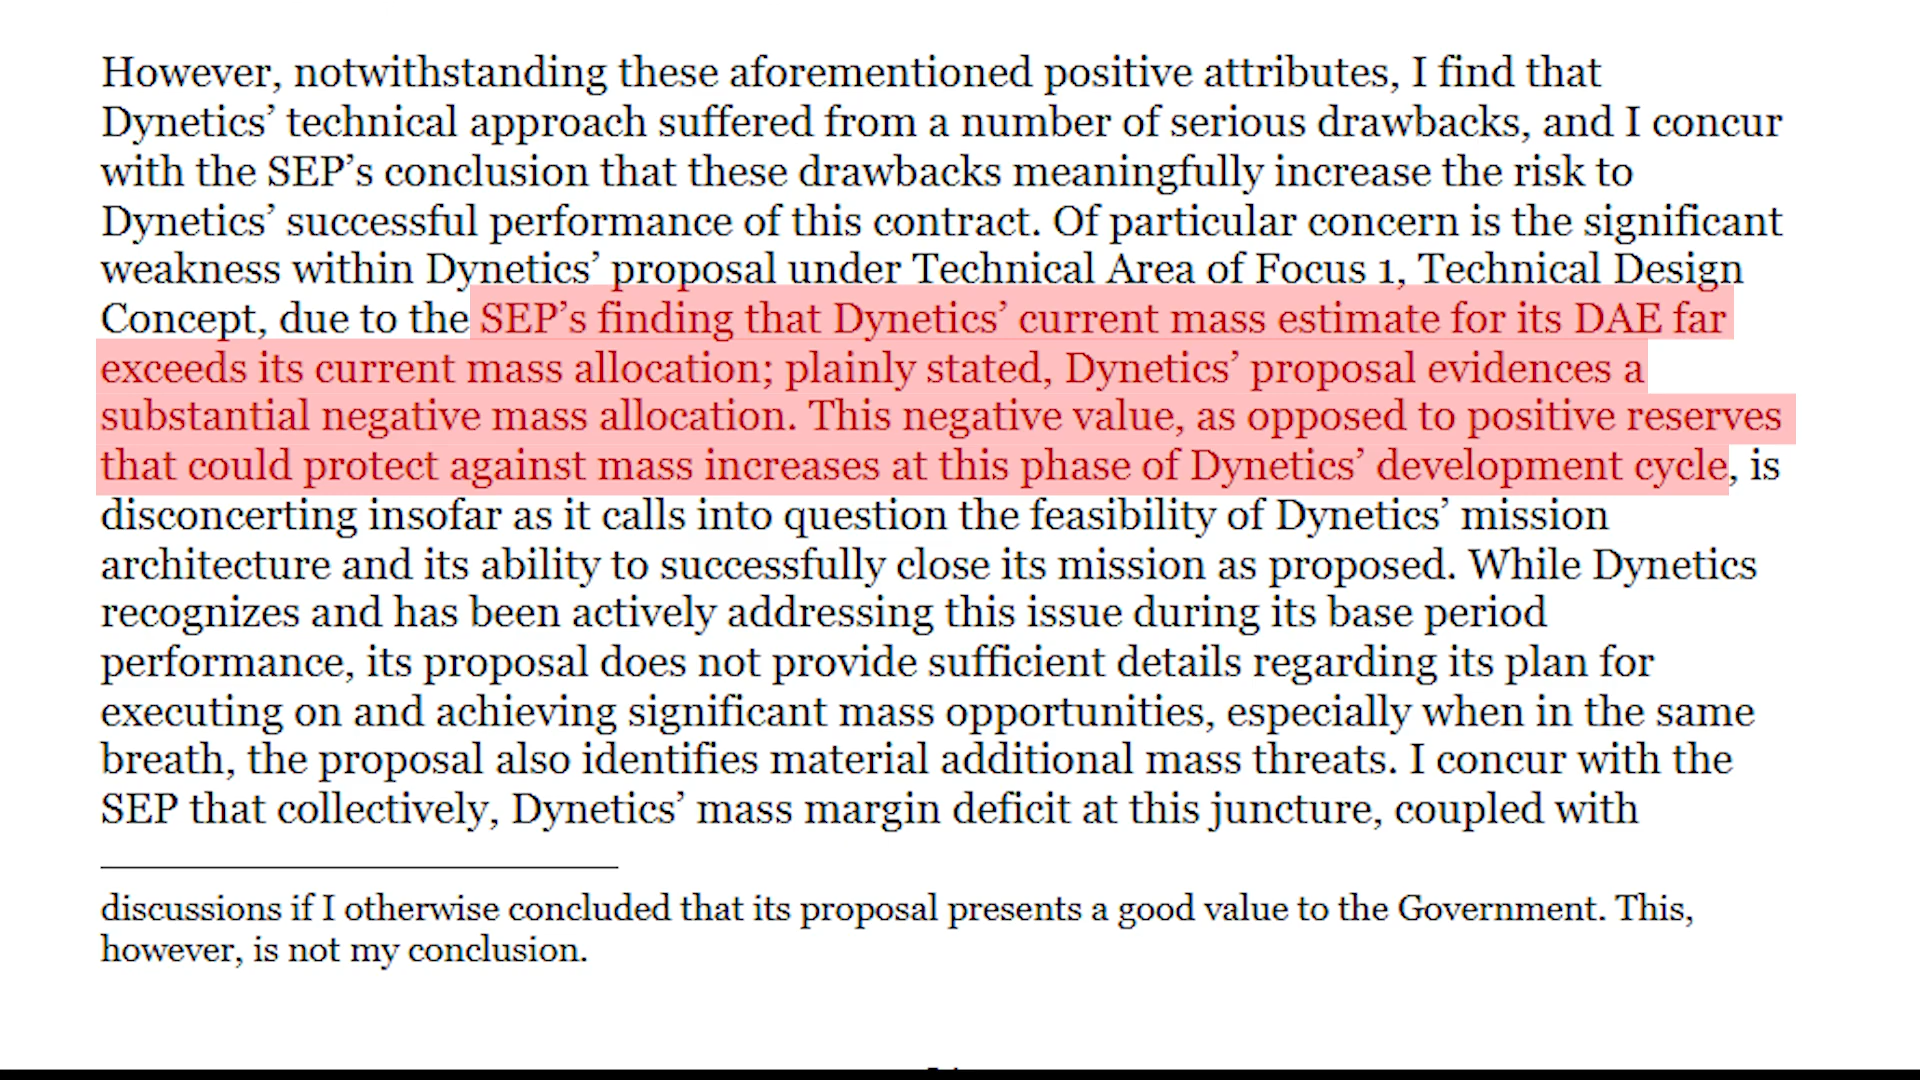 However, notwithstanding these aforementioned positive attributes, I find that
Dynetics’ technical approach suffered from a number of serious drawbacks, and I concur
with the SEP’s conclusion that these drawbacks meaningfully increase the risk to
Dynetics’ successful performance of this contract. Of particular concern is the significant
weakness within Dynetics’ proposal under Technical Area of Focus 1, Technical Design
Concept, due to the SEP’s finding that Dynetics’ current mass estimate for its DAE far
exceeds its current mass allocation; plainly stated, Dynetics’ proposal evidences a
substantial negative mass allocation. This negative value, as opposed to positive reserves
that could protect against mass increases at this phase of Dynetics’ development cycle, is
disconcerting insofar as it calls into question the feasibility of Dynetics’ mission
architecture and its ability to successfully close its mission as proposed. While Dynetics
recognizes and has been actively addressing this issue during its base period
performance, its proposal does not provide sufficient details regarding its plan for
executing on and achieving significant mass opportunities, especially when in the same
breath, the proposal also identifies material additional mass threats. I concur with the
SEP that collectively, Dynetics’ mass margin deficit at this juncture, coupled with
discussions if I otherwise concluded that its proposal presents a good value to the Government. This,
however, is not my conclusion.